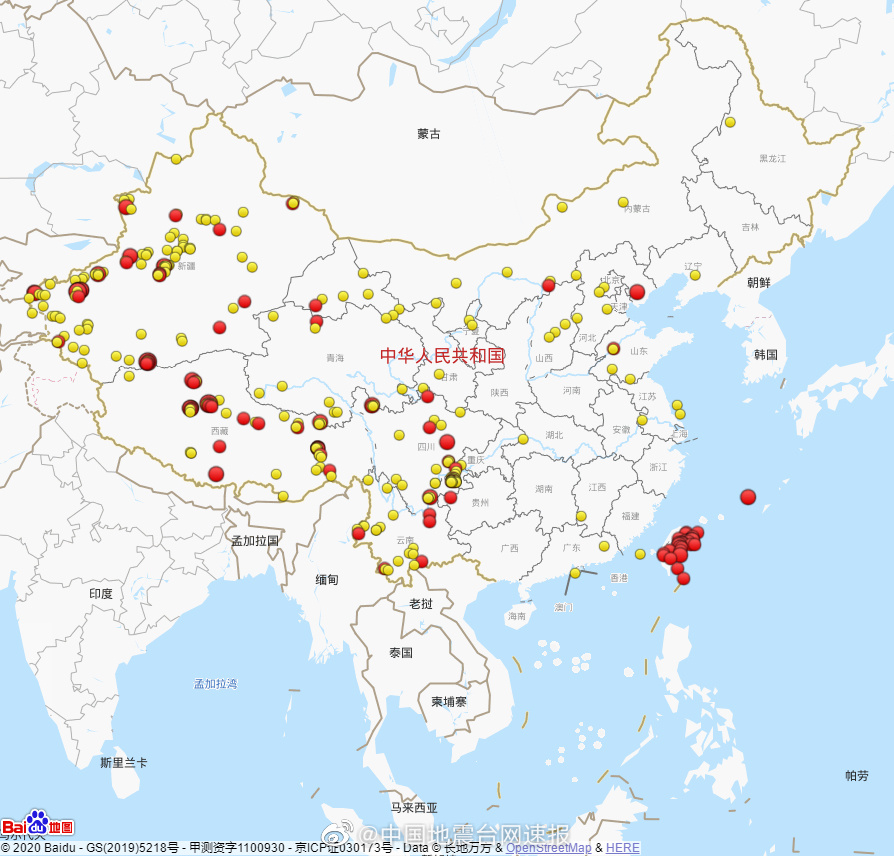 蒙古
黑龙江
内蒙古
吉林
新疆
北京
辽宁
朝鲜
天津
河北
宁夏
山东
韩国
青海
中华人民共和国
山西
甘肃
陕西
河南
江苏
安徽
上海
西藏
四川
湖北
重庆
浙江
湖南
江西
贵州
福建
孟加拉国
云南
广西
广东
缅甸
印度
香港
澳门
老挝
海南
泰国
孟加拉湾
柬埔寨
斯里兰卡
帕劳
马来西亚
Bai du 地图
@中国地震台网速报
© 2020 Baidu - GS(2019)5218号 - 甲测资字1100930 - 京ICP证030173号 - Data © 长地万方 & OpenStreetMap & HERE